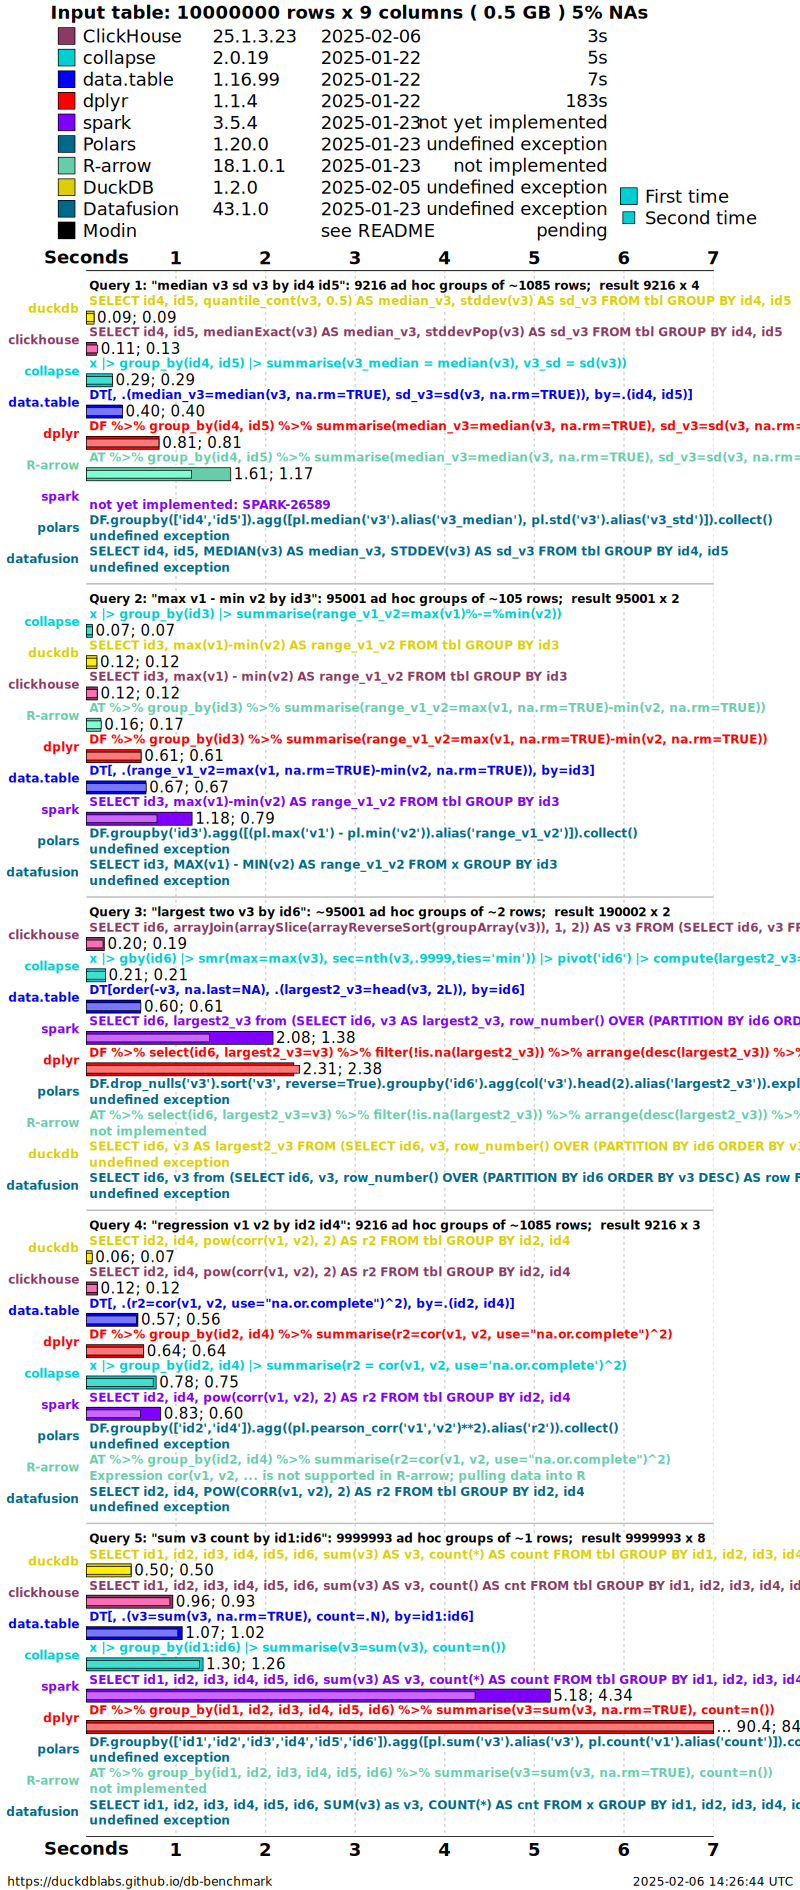 Input table: 10000000 rows x 9 columns ( 0.5 GB ) 5% NAs
ClickHouse 25.1.3.23 2025-02-06 3s
collapse 2.0.19 2025-01-22 5s
data.table 1.16.99 2025-01-22 7s
dplyr 1.1.4 2025-01-22 183s
spark 3.5.4 2025-01-23 not yet implemented
Polars 1.20.0 2025-01-23 undefined exception
R-arrow 18.1.0.1 2025-01-23 not implemented
DuckDB 1.2.0 2025-02-05 undefined exception
Datafusion 43.1.0 2025-01-23 undefined exception
Modin see README pending
First time
Second time
Seconds 1 2 3 4 5 6 7
Query 1: "median v3 sd v3 by id4 id5": 9216 ad hoc groups of ~1085 rows; result 9216 x 4
SELECT id4, id5, quantile_cont(v3, 0.5) AS median_v3, stddev(v3) AS sd_v3 FROM tbl GROUP BY id4, id5
duckdb 0.09; 0.09
SELECT id4, id5, medianExact(v3) AS median_v3, stddevPop(v3) AS sd_v3 FROM tbl GROUP BY id4, id5
clickhouse 0.11; 0.13
x |> group_by(id4, id5) |> summarise(v3_median = median(v3), v3_sd = sd(v3))
collapse 0.29; 0.29
DT[, .(median_v3=median(v3, na.rm=TRUE), sd_v3=sd(v3, na.rm=TRUE)), by=.(id4, id5)]
data.table 0.40; 0.40
DF %>% group_by(id4, id5) %>% summarise(median_v3=median(v3, na.rm=TRUE), sd_v3=sd(v3, na.rm=
dplyr 0.81; 0.81
AT %>% group_by(id4, id5) %>% summarise(median_v3=median(v3, na.rm=TRUE), sd_v3=sd(v3, na.rm=
R-arrow 1.61; 1.17
spark
not yet implemented: SPARK-26589
DF.groupby(['id4','id5']).agg([pl.median('v3').alias('v3_median'), pl.std('v3').alias('v3_std')]).collect()
polars
undefined exception
SELECT id4, id5, MEDIAN(v3) AS median_v3, STDDEV(v3) AS sd_v3 FROM tbl GROUP BY id4, id5
datafusion
undefined exception
Query 2: "max v1 - min v2 by id3": 95001 ad hoc groups of ~105 rows; result 95001 x 2
x |> group_by(id3) |> summarise(range_v1_v2=max(v1)%-=%min(v2))
collapse 0.07; 0.07
SELECT id3, max(v1)-min(v2) AS range_v1_v2 FROM tbl GROUP BY id3
duckdb 0.12; 0.12
SELECT id3, max(v1) - min(v2) AS range_v1_v2 FROM tbl GROUP BY id3
clickhouse 0.12; 0.12
AT %>% group_by(id3) %>% summarise(range_v1_v2=max(v1, na.rm=TRUE)-min(v2, na.rm=TRUE))
R-arrow 0.16; 0.17
DF %>% group_by(id3) %>% summarise(range_v1_v2=max(v1, na.rm=TRUE)-min(v2, na.rm=TRUE))
dplyr 0.61; 0.61
DT[, .(range_v1_v2=max(v1, na.rm=TRUE)-min(v2, na.rm=TRUE)), by=id3]
data.table 0.67; 0.67
SELECT id3, max(v1)-min(v2) AS range_v1_v2 FROM tbl GROUP BY id3
spark 1.18; 0.79
DF.groupby('id3').agg([(pl.max('v1') - pl.min('v2')).alias('range_v1_v2')]).collect()
polars
undefined exception
SELECT id3, MAX(v1) - MIN(v2) AS range_v1_v2 FROM x GROUP BY id3
datafusion
undefined exception
Query 3: "largest two v3 by id6": ~95001 ad hoc groups of ~2 rows; result 190002 x 2
SELECT id6, arrayJoin(arraySlice(arrayReverseSort(groupArray(v3)), 1, 2)) AS v3 FROM (SELECT id6, v3 FR
clickhouse 0.20; 0.19
x |> gby(id6) |> smr(max=max(v3), sec=nth(v3,.9999,ties='min')) |> pivot('id6') |> compute(largest2_v3=
collapse 0.21; 0.21
DT[order(-v3, na.last=NA), .(largest2_v3=head(v3, 2L)), by=id6]
data.table 0.60; 0.61
SELECT id6, largest2_v3 from (SELECT id6, v3 AS largest2_v3, row_number() OVER (PARTITION BY id6 ORD
spark 2.08; 1.38
DF %>% select(id6, largest2_v3=v3) %>% filter(!is.na(largest2_v3)) %>% arrange(desc(largest2_v3)) %>%
dplyr 2.31; 2.38
DF.drop_nulls('v3').sort('v3', reverse=True).groupby('id6').agg(col('v3').head(2).alias('largest2_v3')).expl
polars
undefined exception
AT %>% select(id6, largest2_v3=v3) %>% filter(!is.na(largest2_v3)) %>% arrange(desc(largest2_v3)) %>%
R-arrow
not implemented
SELECT id6, v3 AS largest2_v3 FROM (SELECT id6, v3, row_number() OVER (PARTITION BY id6 ORDER BY v3
duckdb
undefined exception
SELECT id6, v3 from (SELECT id6, v3, row_number() OVER (PARTITION BY id6 ORDER BY v3 DESC) AS row F
datafusion
undefined exception
Query 4: "regression v1 v2 by id2 id4": 9216 ad hoc groups of ~1085 rows; result 9216 x 3
SELECT id2, id4, pow(corr(v1, v2), 2) AS r2 FROM tbl GROUP BY id2, id4
duckdb 0.06; 0.07
SELECT id2, id4, pow(corr(v1, v2), 2) AS r2 FROM tbl GROUP BY id2, id4
clickhouse 0.12; 0.12
DT[, .(r2=cor(v1, v2, use="na.or.complete")^2), by=.(id2, id4)]
data.table 0.57; 0.56
DF %>% group_by(id2, id4) %>% summarise(r2=cor(v1, v2, use="na.or.complete")^2)
dplyr 0.64; 0.64
x |> group_by(id2, id4) |> summarise(r2 = cor(v1, v2, use='na.or.complete')^2)
collapse 0.78; 0.75
SELECT id2, id4, pow(corr(v1, v2), 2) AS r2 FROM tbl GROUP BY id2, id4
spark 0.83; 0.60
DF.groupby(['id2','id4']).agg((pl.pearson_corr('v1','v2')**2).alias('r2')).collect()
polars
undefined exception
AT %>% group_by(id2, id4) %>% summarise(r2=cor(v1, v2, use="na.or.complete")^2)
R-arrow
Expression cor(v1, v2, ... is not supported in R-arrow; pulling data into R
SELECT id2, id4, POW(CORR(v1, v2), 2) AS r2 FROM tbl GROUP BY id2, id4
datafusion
undefined exception
Query 5: "sum v3 count by id1:id6": 9999993 ad hoc groups of ~1 rows; result 9999993 x 8
SELECT id1, id2, id3, id4, id5, id6, sum(v3) AS v3, count(*) AS count FROM tbl GROUP BY id1, id2, id3, id4
duckdb 0.50; 0.50
SELECT id1, id2, id3, id4, id5, id6, sum(v3) AS v3, count() AS cnt FROM tbl GROUP BY id1, id2, id3, id4, id
clickhouse 0.96; 0.93
DT[, .(v3=sum(v3, na.rm=TRUE), count=.N), by=id1:id6]
data.table 1.07; 1.02
x |> group_by(id1:id6) |> summarise(v3=sum(v3), count=n())
collapse 1.30; 1.26
SELECT id1, id2, id3, id4, id5, id6, sum(v3) AS v3, count(*) AS count FROM tbl GROUP BY id1, id2, id3, id4
spark 5.18; 4.34
DF %>% group_by(id1, id2, id3, id4, id5, id6) %>% summarise(v3=sum(v3, na.rm=TRUE), count=n())
dplyr ... 90.4; 84
DF.groupby(['id1','id2','id3','id4','id5','id6']).agg([pl.sum('v3').alias('v3'), pl.count('v1').alias('count')]).co
polars
undefined exception
AT %>% group_by(id1, id2, id3, id4, id5, id6) %>% summarise(v3=sum(v3, na.rm=TRUE), count=n())
R-arrow
not implemented
SELECT id1, id2, id3, id4, id5, id6, SUM(v3) as v3, COUNT(*) AS cnt FROM x GROUP BY id1, id2, id3, id4, id
datafusion
undefined exception
Seconds 1 2 3 4 5 6 7
https://duckdblabs.github.io/db-benchmark 2025-02-06 14:26:44 UTC